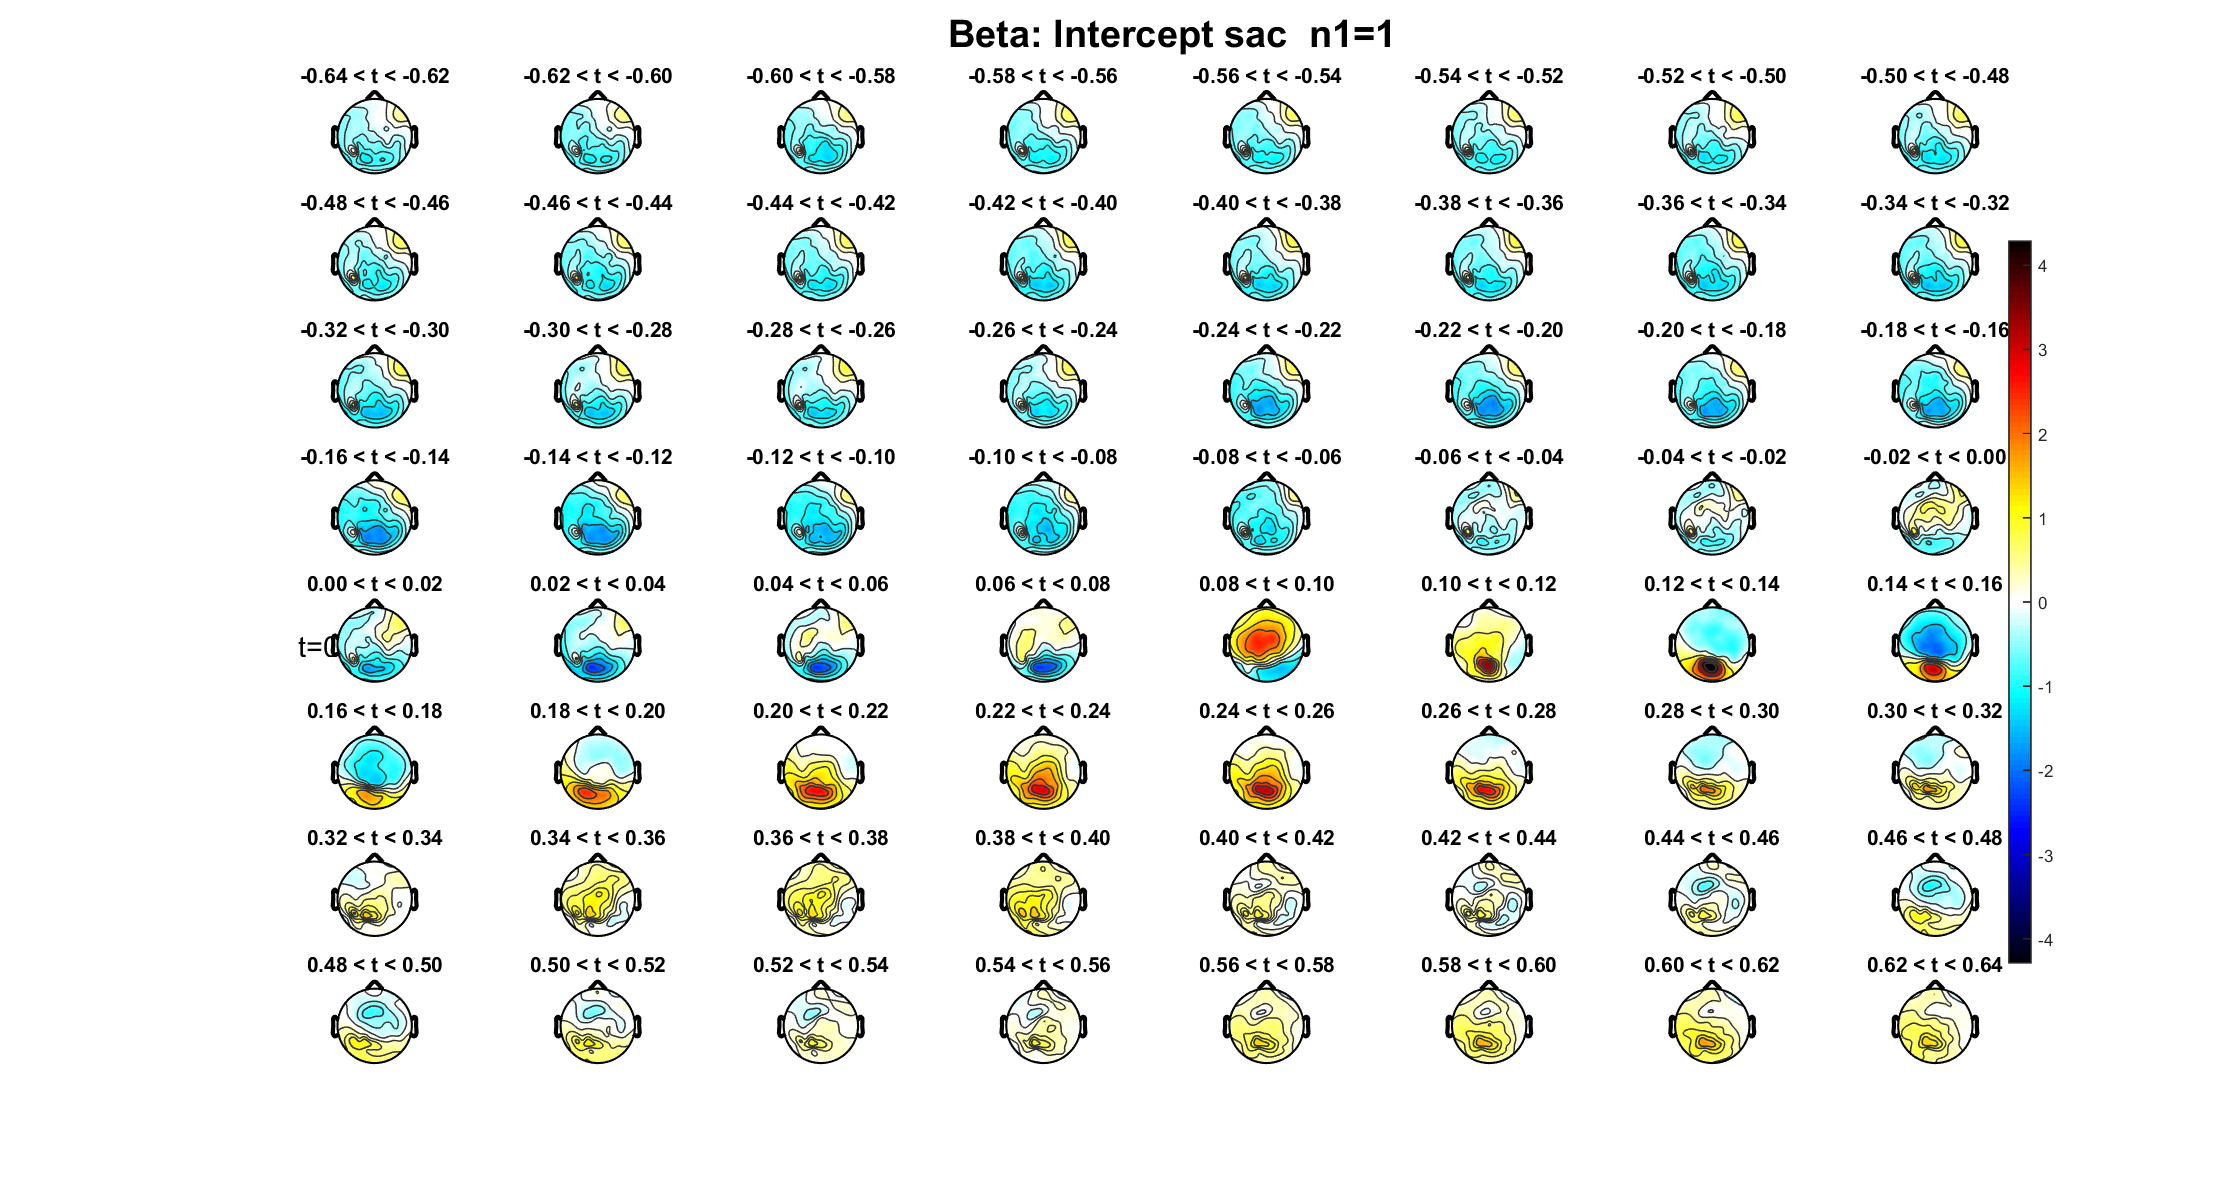 Beta: Intercept sac  n1=1
-0.64 < t < -0.62 -0.62 < t < -0.60 -0.60 < t < -0.58 -0.58 < t < -0.56 -0.56 < t < -0.54 -0.54 < t < -0.52 -0.52 < t < -0.50 -0.50 < t < -0.48
-0.48 < t < -0.46 -0.46 < t < -0.44 -0.44 < t < -0.42 -0.42 < t < -0.40 -0.40 < t < -0.38 -0.38 < t < -0.36 -0.36 < t < -0.34 -0.34 < t < -0.32
4
-0.32 < t < -0.30 -0.30 < t < -0.28 -0.28 < t < -0.26 -0.26 < t < -0.24 -0.24 < t < -0.22 -0.22 < t < -0.20 -0.20 < t < -0.18 -0.18 < t < -0.16
3
2
-0.16 < t < -0.14 -0.14 < t < -0.12 -0.12 < t < -0.10 -0.10 < t < -0.08 -0.08 < t < -0.06 -0.06 < t < -0.04 -0.04 < t < -0.02 -0.02 < t < 0.00
1
0.00 < t < 0.02 0.02 < t < 0.04 0.04 < t < 0.06 0.06 < t < 0.08 0.08 < t < 0.10 0.10 < t < 0.12 0.12 < t < 0.14 0.14 < t < 0.16
0
t=0
-1
0.16 < t < 0.18 0.18 < t < 0.20 0.20 < t < 0.22 0.22 < t < 0.24 0.24 < t < 0.26 0.26 < t < 0.28 0.28 < t < 0.30 0.30 < t < 0.32
-2
0.32 < t < 0.34 0.34 < t < 0.36 0.36 < t < 0.38 0.38 < t < 0.40 0.40 < t < 0.42 0.42 < t < 0.44 0.44 < t < 0.46 0.46 < t < 0.48
-3
-4
0.48 < t < 0.50 0.50 < t < 0.52 0.52 < t < 0.54 0.54 < t < 0.56 0.56 < t < 0.58 0.58 < t < 0.60 0.60 < t < 0.62 0.62 < t < 0.64